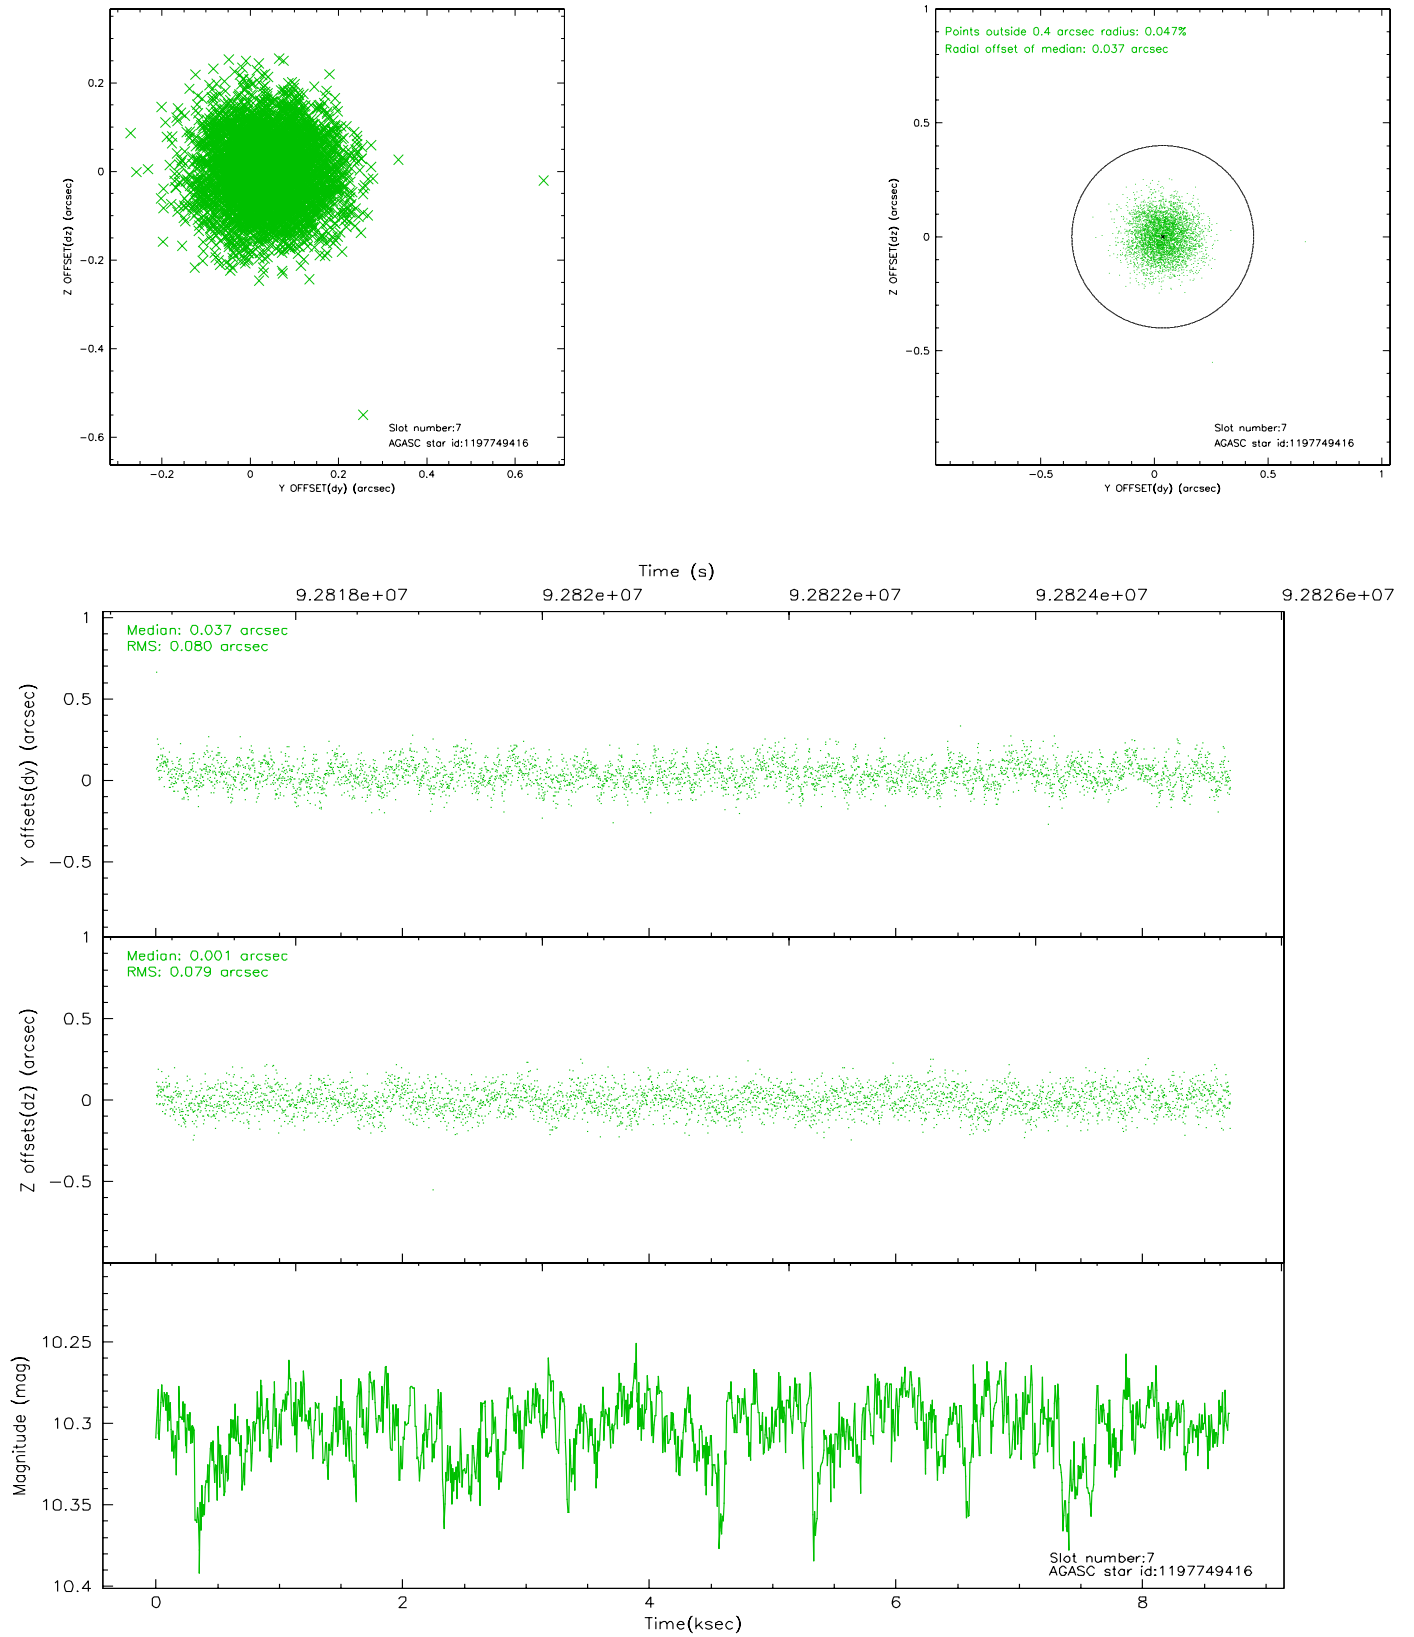 0.2
0
−0.2
−0.4
−0.6
Z OFFSET(dz) (arcsec)
Slot number:7
AGASC star id:1197749416
−0.2 0 0.2 0.4 0.6
Y OFFSET(dy) (arcsec)
Points outside 0.4 arcsec radius: 0.047%
Radial offset of median: 0.037 arcsec
1
0.5
0
−0.5
Z OFFSET(dz) (arcsec)
Slot number:7
AGASC star id:1197749416
−0.5 0 0.5 1
Y OFFSET(dy) (arcsec)
Time (s)
9.2818e+07 9.282e+07 9.2822e+07 9.2824e+07 9.2826e+07
Median: 0.037 arcsec
RMS: 0.080 arcsec
1
0.5
0
−0.5
Y offsets(dy) (arcsec)
Median: 0.001 arcsec
RMS: 0.079 arcsec
1
0.5
0
−0.5
Z offsets(dz) (arcsec)
10.25
10.3
10.35
10.4
Magnitude (mag)
Slot number:7
AGASC star id:1197749416
0 2 4 6 8
Time(ksec)